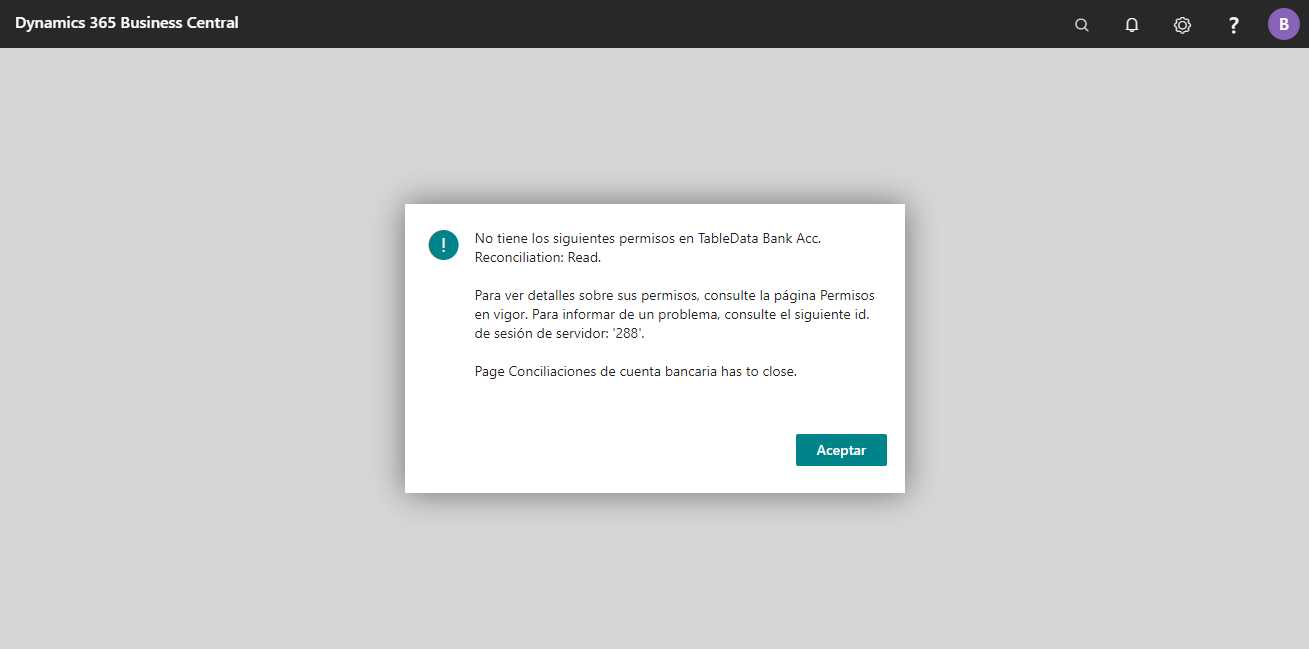 Dynamics 365 Business Central
?
B
!
No tiene los siguientes permisos en TableData Bank Acc.
Reconciliation: Read.
Para ver detalles sobre sus permisos, consulte la página Permisos
en vigor. Para informar de un problema, consulte el siguiente id.
de sesión de servidor: '288'.
Page Conciliaciones de cuenta bancaria has to close.
Aceptar